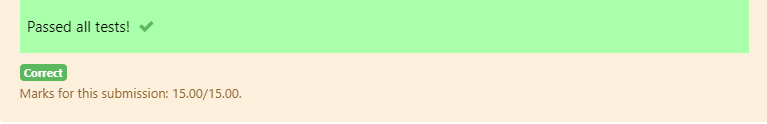 Passed all tests!
Correct
Marks for this submission: 15.00/15.00.